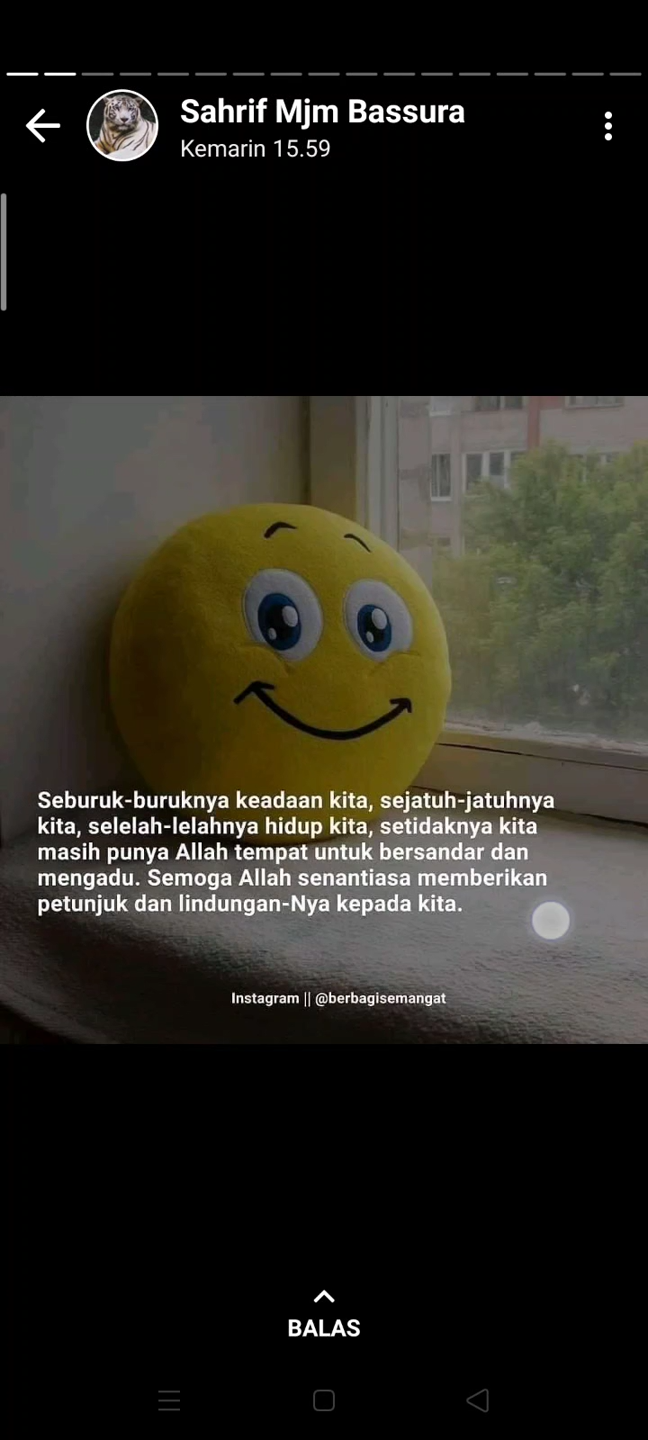 Sahrif Mjm Bassura
Kemarin 15.59
Seburuk-buruknya keadaan kita, sejatuh-jatuhnya
kita, selelah-lelahnya hidup kita, setidaknya kita
masih punya Allah tempat untuk bersandar dan
mengadu. Semoga Allah senantiasa memberikan
petunjuk dan lindungan-Nya kepada kita.
Instagram || @berbagisemangat
BALAS